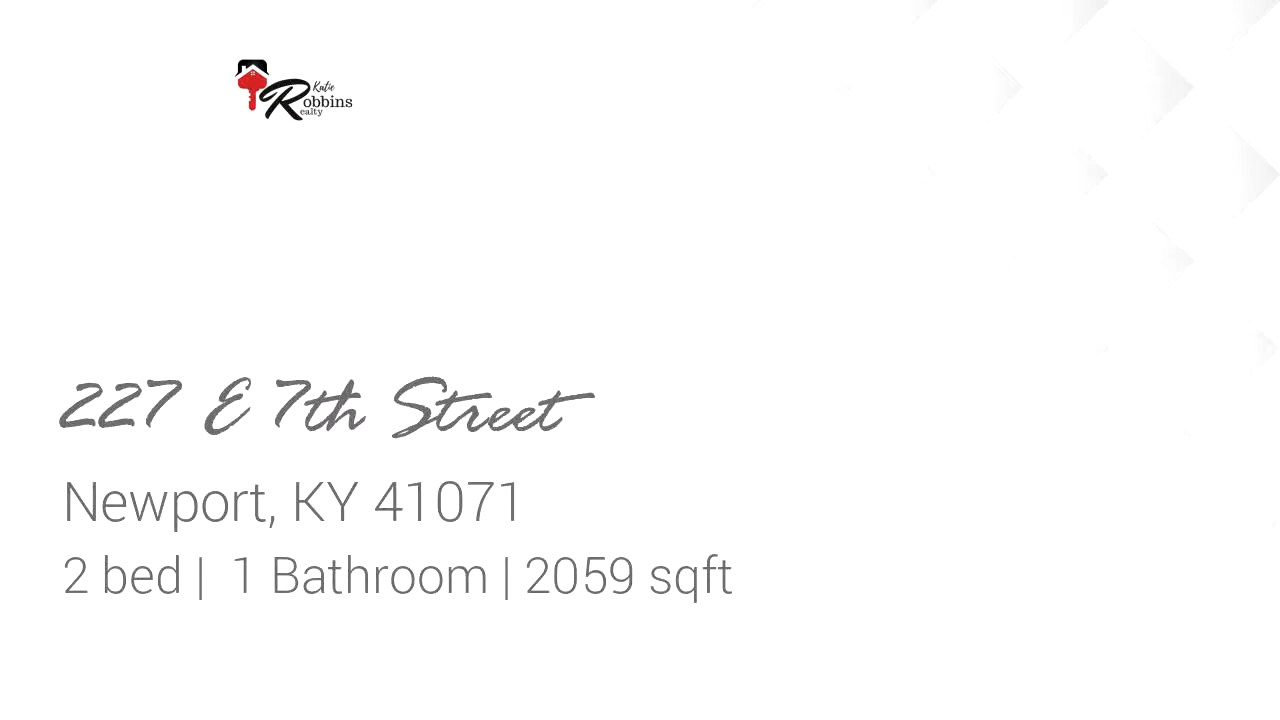 Katie
Robbins
Realty
227 E 7th Street
Newport, KY 41071
2 bed | 1 Bathroom | 2059 sqft